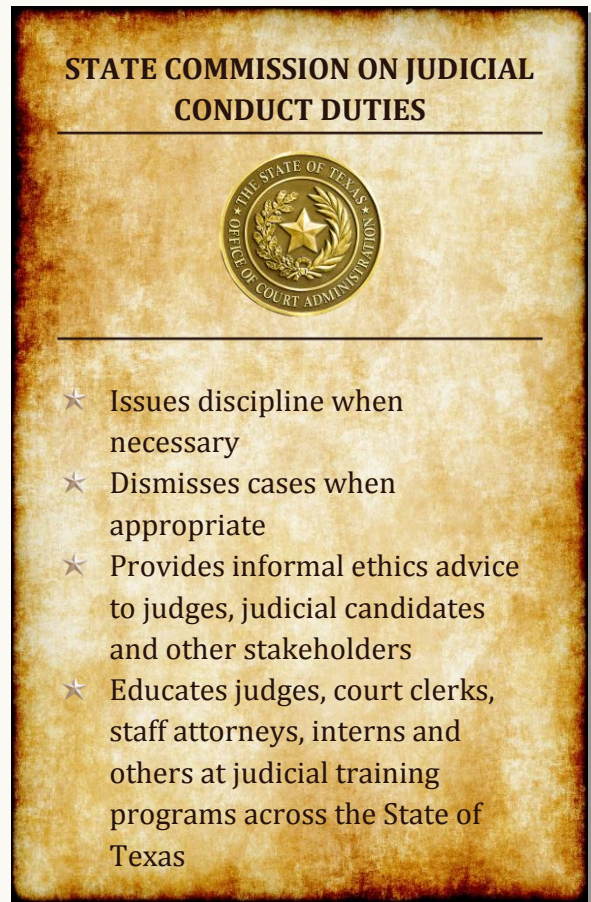 STATE COMMISSION ON JUDICIAL
CONDUCT DUTIES
THE STATE OF TEXAS
OFFICE OF COURT ADMINISTRATION
Issues discipline when
necessary
Dismisses cases when
appropriate
Provides informal ethics advice
to judges, judicial candidates
and other stakeholders
Educates judges, court clerks,
staff attorneys, interns and
others at judicial training
programs across the State of
Texas